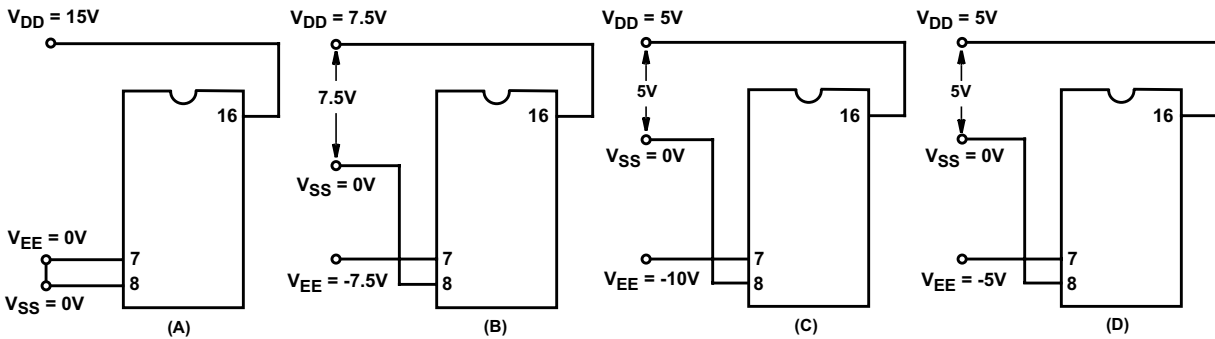 VDD = 15V
16
VEE = 0V
7
8
VSS = 0V
(A)
VDD = 7.5V
7.5V
16
VSS = 0V
7
VEE = -7.5V
8
(B)
VDD = 5V
5V
16
VSS = 0V
7
VEE = -10V
8
(C)
VDD = 5V
5V
16
VSS = 0V
7
VEE = -5V
8
(D)